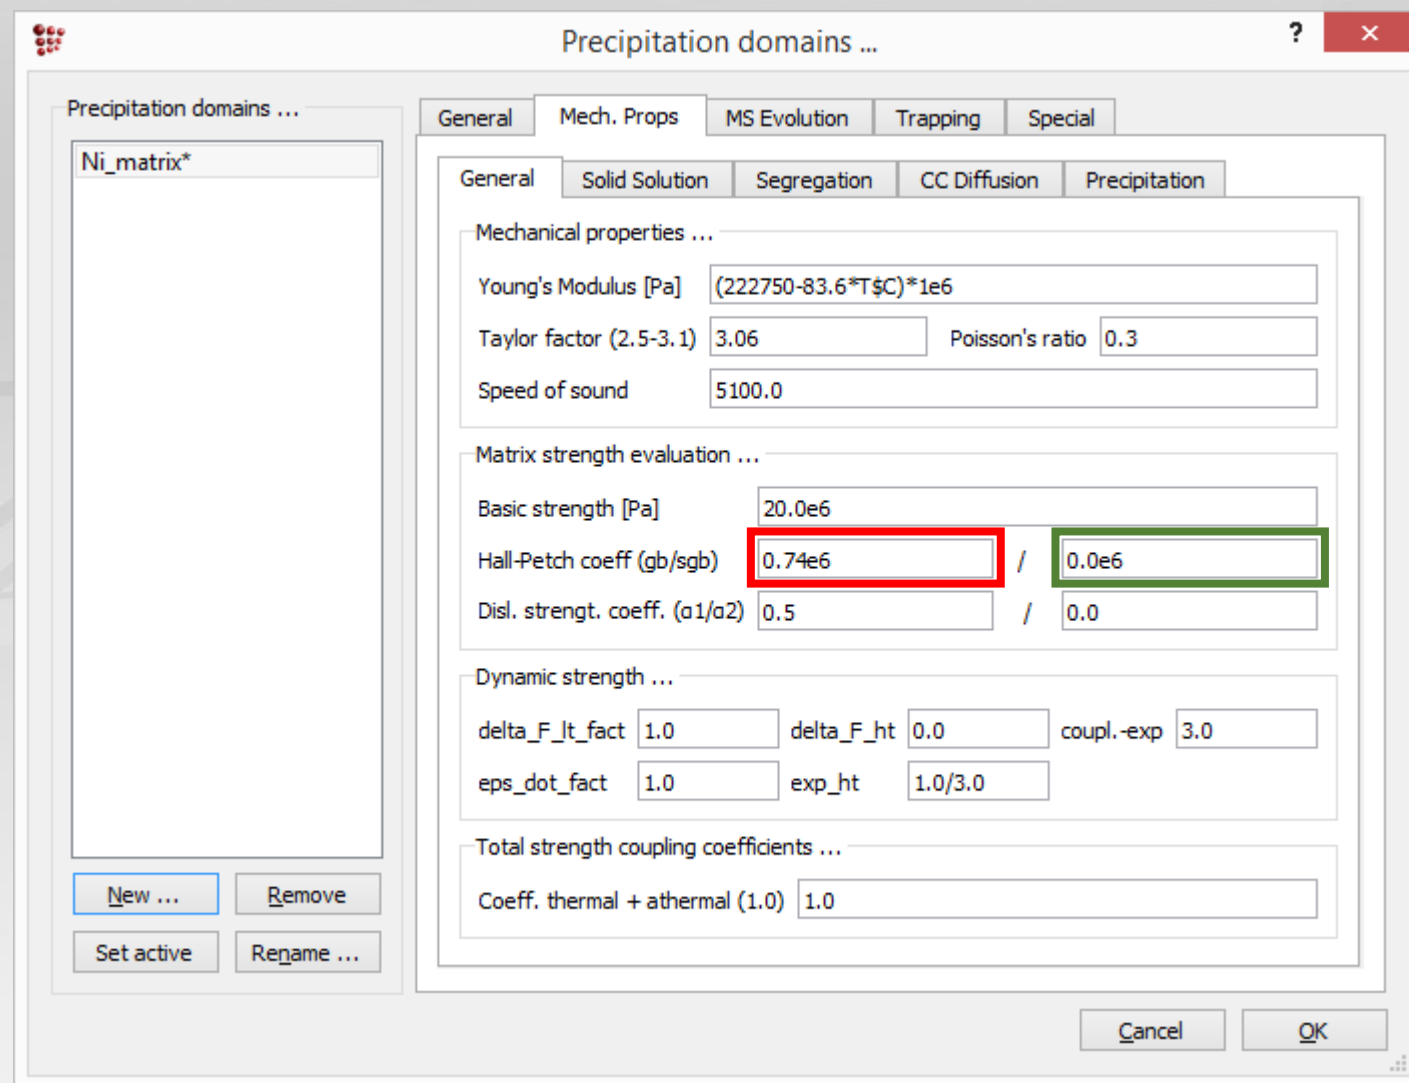 Precipitation domains ...
?
×
Precipitation domains ...
Ni_matrix*
New ...
Remove
Set active
Rename ...
General
Mech. Props
MS Evolution
Trapping
Special
General
Solid Solution
Segregation
CC Diffusion
Precipitation
Mechanical properties ...
Young's Modulus [Pa] (222750-83.6*T$C)*1e6
Taylor factor (2.5-3.1) 3.06 Poisson's ratio 0.3
Speed of sound 5100.0
Matrix strength evaluation ...
Basic strength [Pa] 20.0e6
Hall-Petch coeff (gb/sgb) 0.74e6 / 0.0e6
Disl. strengt. coeff. (α1/α2) 0.5 / 0.0
Dynamic strength ...
delta_F_lt_fact 1.0 delta_F_ht 0.0 coupl.-exp 3.0
eps_dot_fact 1.0 exp_ht 1.0/3.0
Total strength coupling coefficients ...
Coeff. thermal + athermal (1.0) 1.0
Cancel
OK